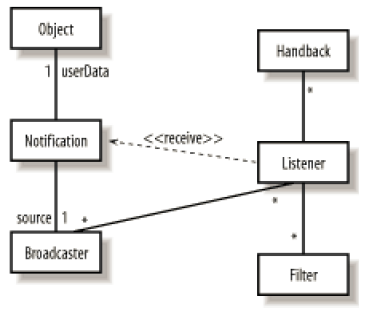 Object
Handback
1 userData
*
Notification
<<receive>>
Listener
source 1 *
*
*
Broadcaster
Filter